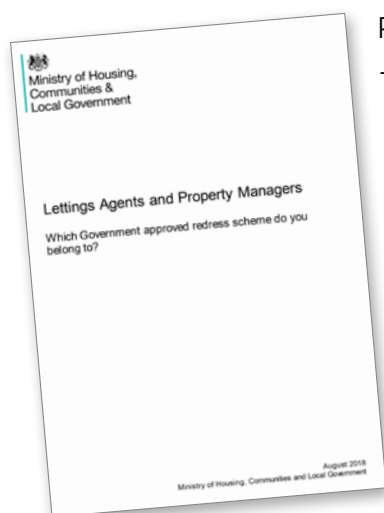 Ministry of Housing,
Communities &
Local Government
Lettings Agents and Property Managers
Which Government approved redress scheme do you
belong to?
August 2018
Ministry of Housing, Communities and Local Government